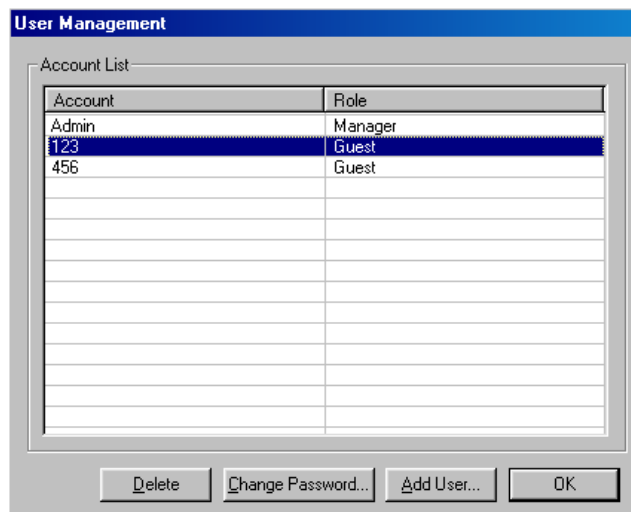 User Management
Account List
Account Role
Admin Manager
123 Guest
456 Guest
Delete Change Password... Add User... OK